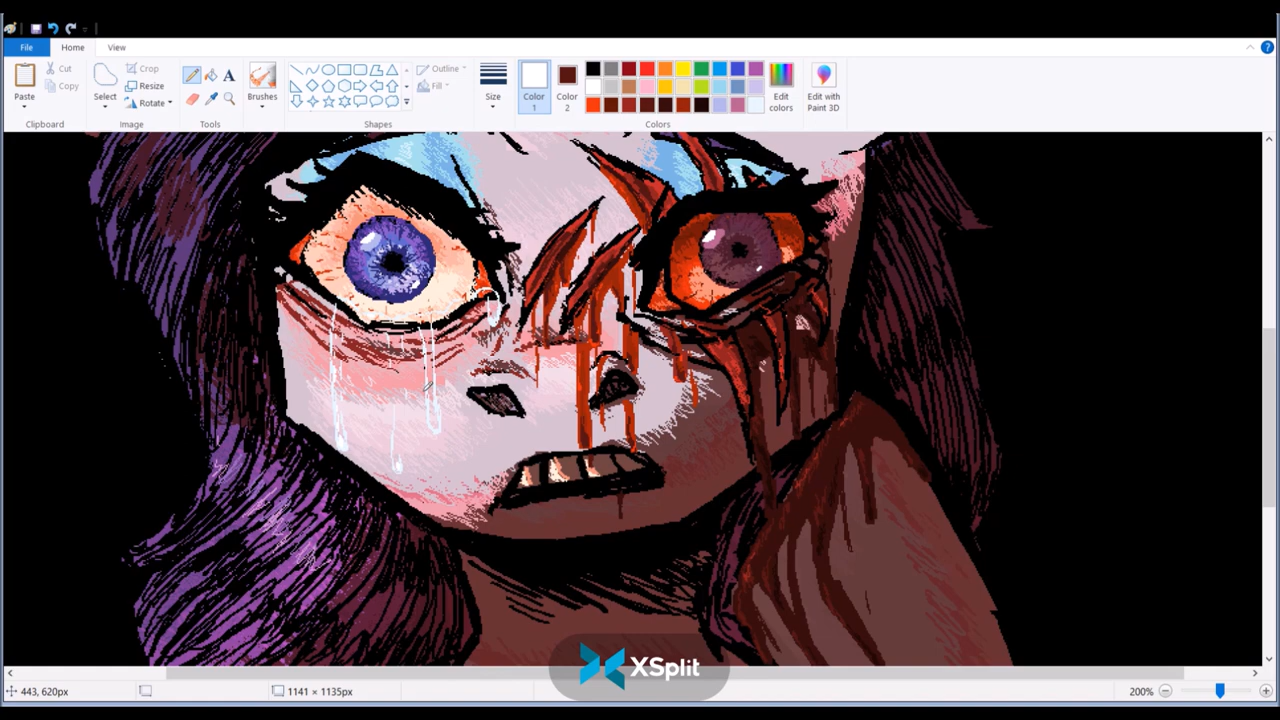 File Home View
Paste
Cut
Copy
Clipboard
Select
Crop
Resize
Rotate
Image
A
Tools
Brushes
Outline
Fill
Shapes
Size
Color
1
Color
2
Edit
colors
Colors
Edit with
Paint 3D
?
XSplit
443, 620px
1141 × 1135px
200%